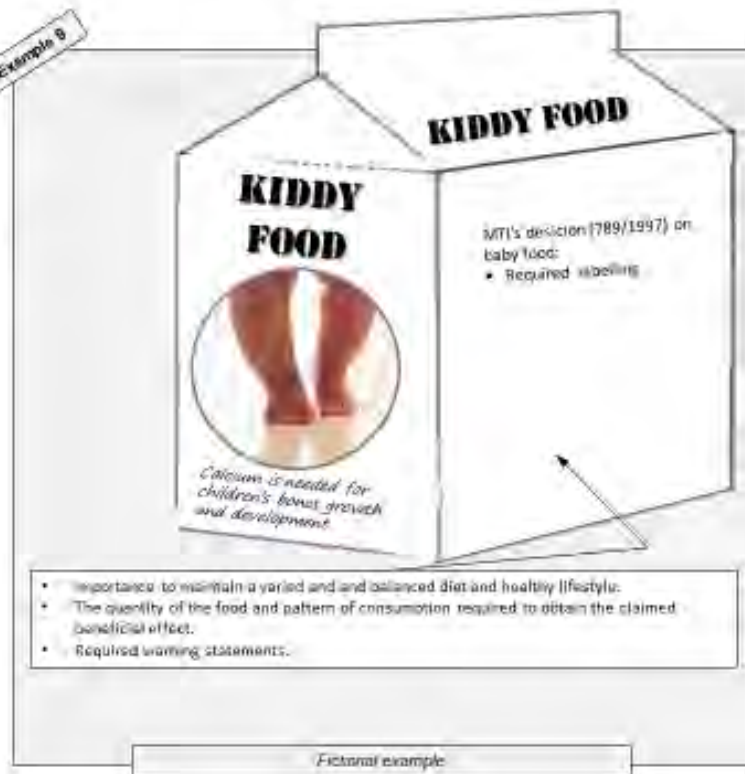 Example 9
KIDDY FOOD
KIDDY
FOOD
MTI's desicion (789/1997) on
baby food:
• Required labelling
Calcium is needed for
children's bones growth
and development
• Importance to maintain a varied and and balanced diet and healthy lifestyle.
• The quantity of the food and pattern of consumption required to obtain the claimed
beneficial effect.
• Required warning statements.
Fictional example